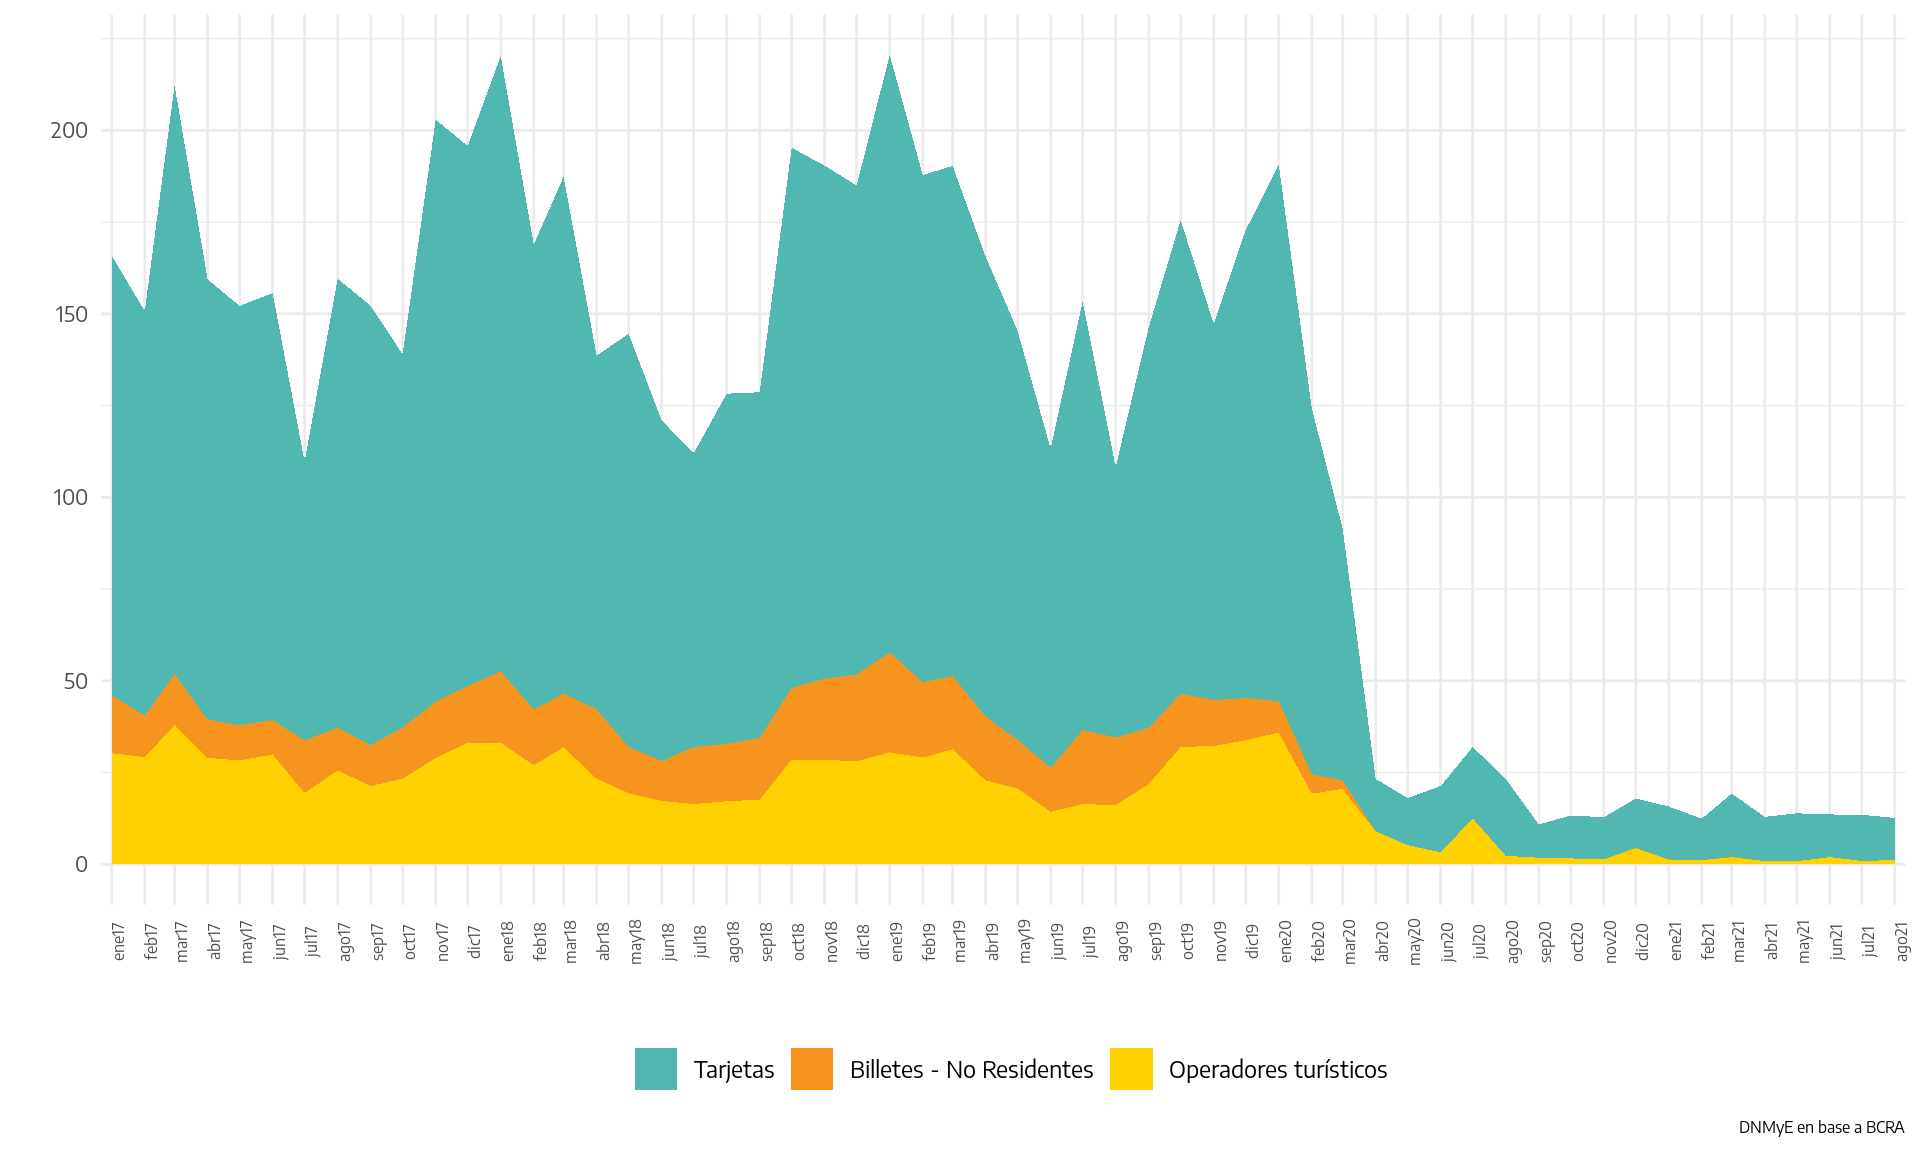 200
150
100
50
0
ene17 feb17 mar17 abr17 may17 jun17 jul17 ago17 sep17 oct17 nov17 dic17 ene18 feb18 mar18 abr18 may18 jun18 jul18 ago18 sep18 oct18 nov18 dic18 ene19 feb19 mar19 abr19 may19 jun19 jul19 ago19 sep19 oct19 nov19 dic19 ene20 feb20 mar20 abr20 may20 jun20 jul20 ago20 sep20 oct20 nov20 dic20 ene21 feb21 mar21 abr21 may21 jun21 jul21 ago21
Tarjetas Billetes - No Residentes Operadores turísticos
DNMyE en base a BCRA